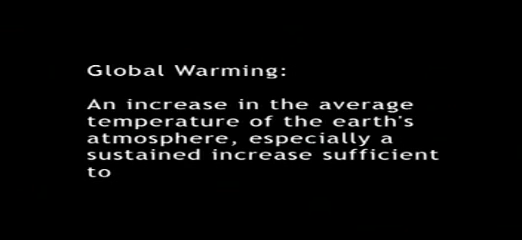 Global Warming:
An increase in the average
temperature of the earth's
atmosphere, especially a
sustained increase sufficient
to